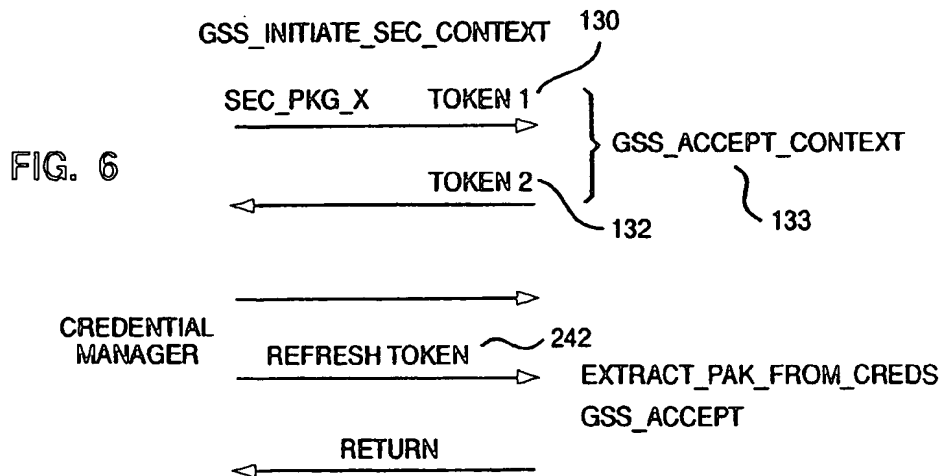 GSS_INITIATE_SEC_CONTEXT
130
SEC_PKG_X TOKEN 1
GSS_ACCEPT_CONTEXT
FIG. 6
TOKEN 2
132
133
CREDENTIAL
MANAGER
REFRESH TOKEN
242
EXTRACT_PAK_FROM_CREDS
GSS_ACCEPT
RETURN